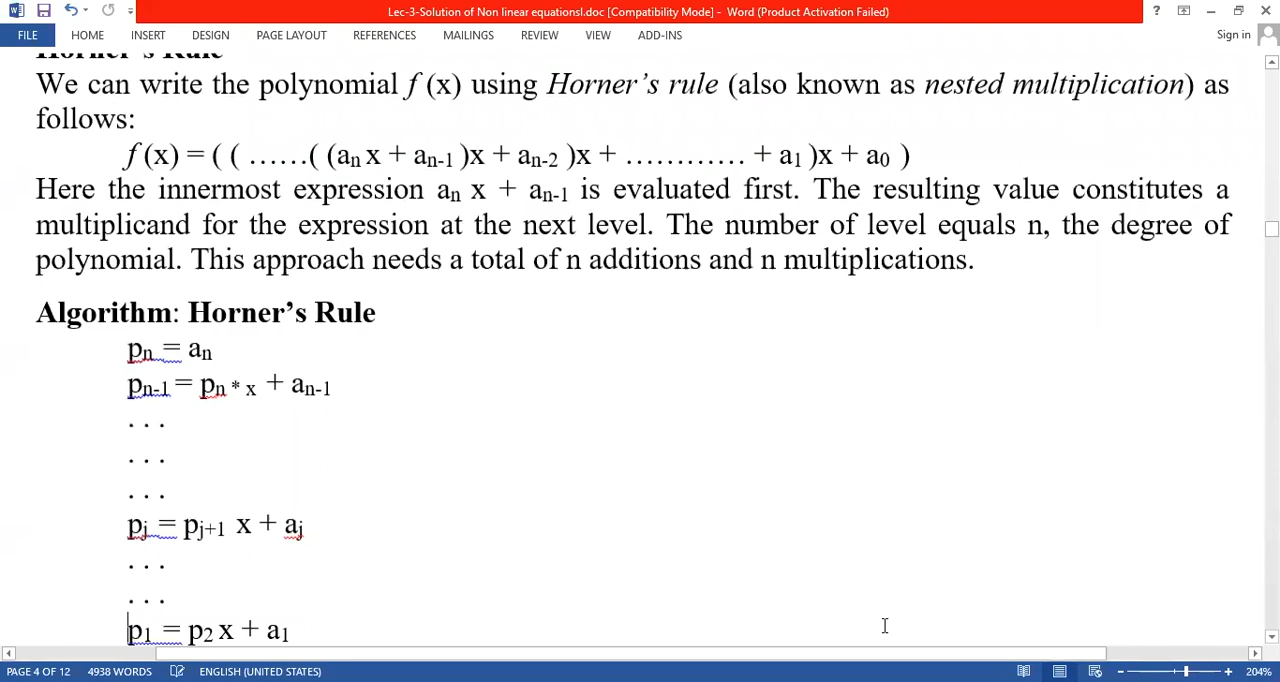 Lec-3-Solution of Non linear equationsI.doc [Compatibility Mode] - Word (Product Activation Failed)
?
FILE HOME INSERT DESIGN PAGE LAYOUT REFERENCES MAILINGS REVIEW VIEW ADD-INS Sign in
Horner's Rule
We can write the polynomial f (x) using Horner's rule (also known as nested multiplication) as
follows:
f (x) = ( ( ......( (an x + an-1 )x + an-2 )x + ............ + a1 )x + a0 )
Here the innermost expression an x + an-1 is evaluated first. The resulting value constitutes a
multiplicand for the expression at the next level. The number of level equals n, the degree of
polynomial. This approach needs a total of n additions and n multiplications.
Algorithm: Horner's Rule
pn = an
pn-1 = pn * x + an-1
. . .
. . .
. . .
pj = pj+1 x + aj
. . .
. . .
p1 = p2 x + a1
PAGE 4 OF 12 4938 WORDS ENGLISH (UNITED STATES) 204%